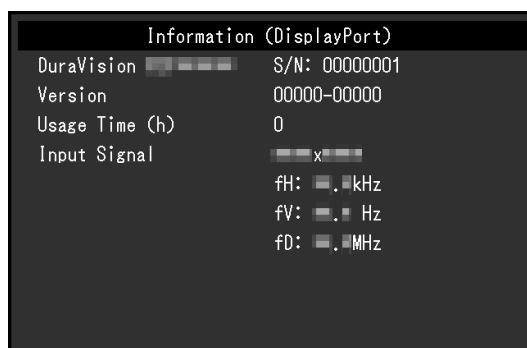 Information (DisplayPort)
DuraVision S/N: 00000001
Version 00000-00000
Usage Time (h) 0
Input Signal x
fH: . kHz
fV: . Hz
fD: . MHz